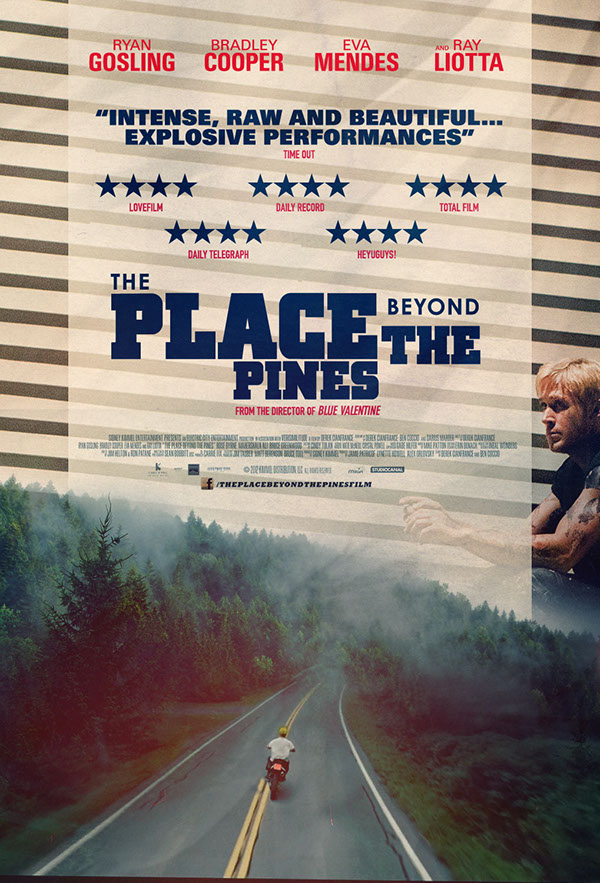 RYAN GOSLING
BRADLEY COOPER
EVA MENDES
AND RAY LIOTTA
“INTENSE, RAW AND BEAUTIFUL...
EXPLOSIVE PERFORMANCES”
TIME OUT
★★★★ ★★★★ ★★★★
LOVEFILM DAILY RECORD TOTAL FILM
★★★★ ★★★★
DAILY TELEGRAPH HEYUGUYS!
THE
PLACE BEYOND
THE
PINES
FROM THE DIRECTOR OF BLUE VALENTINE
STUDIOCANAL
f /THEPLACEBEYONDTHEPINESFILM